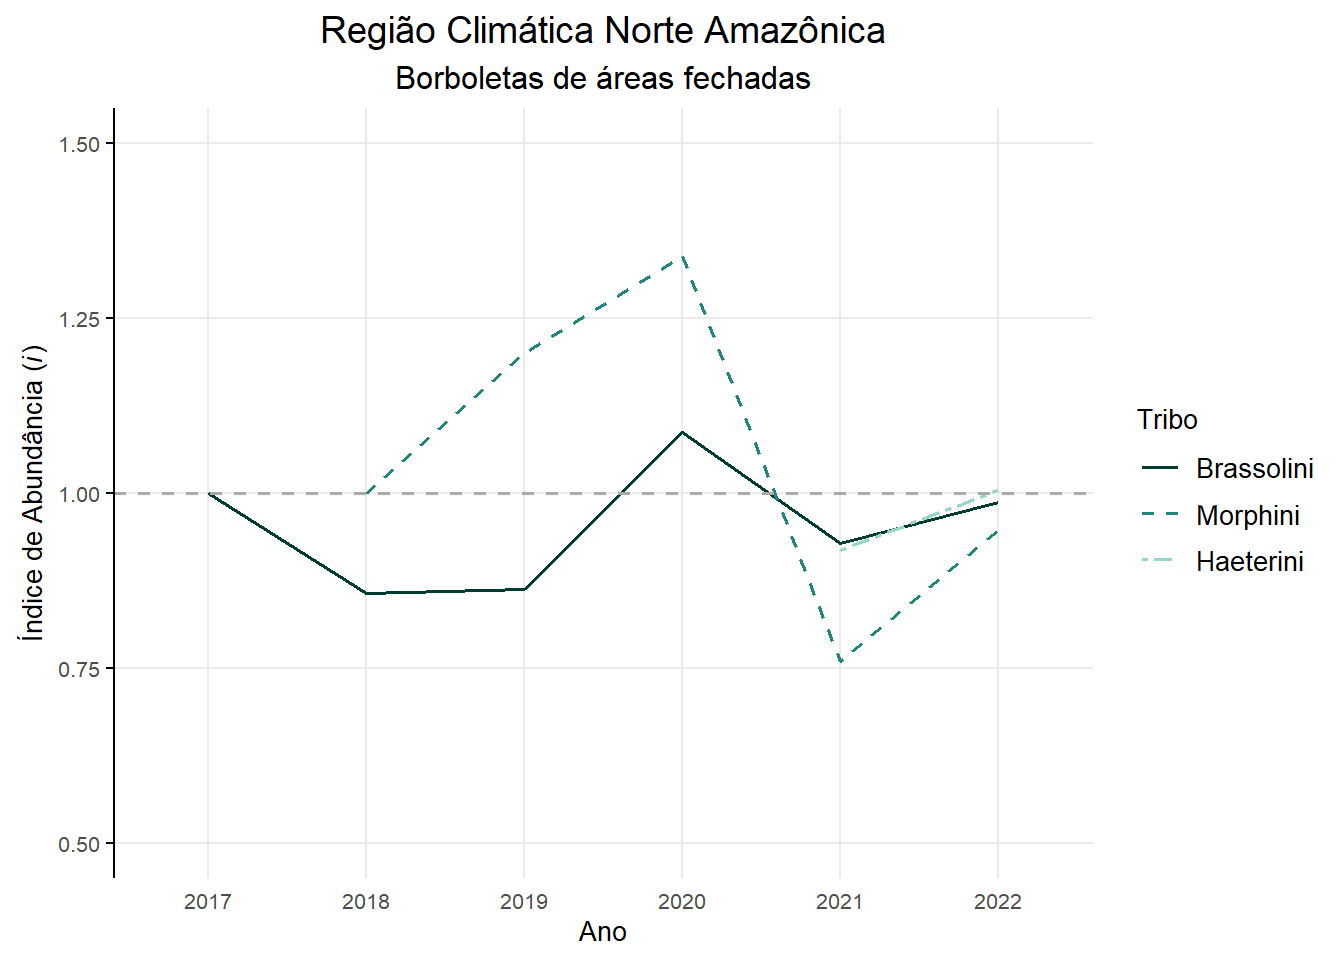 Região Climática Norte Amazônica
Borboletas de áreas fechadas
1.50
1.25
1.00
0.75
0.50
Índice de Abundância (i)
2017 2018 2019 2020 2021 2022
Ano
Tribo
Brassolini
Morphini
Haeterini